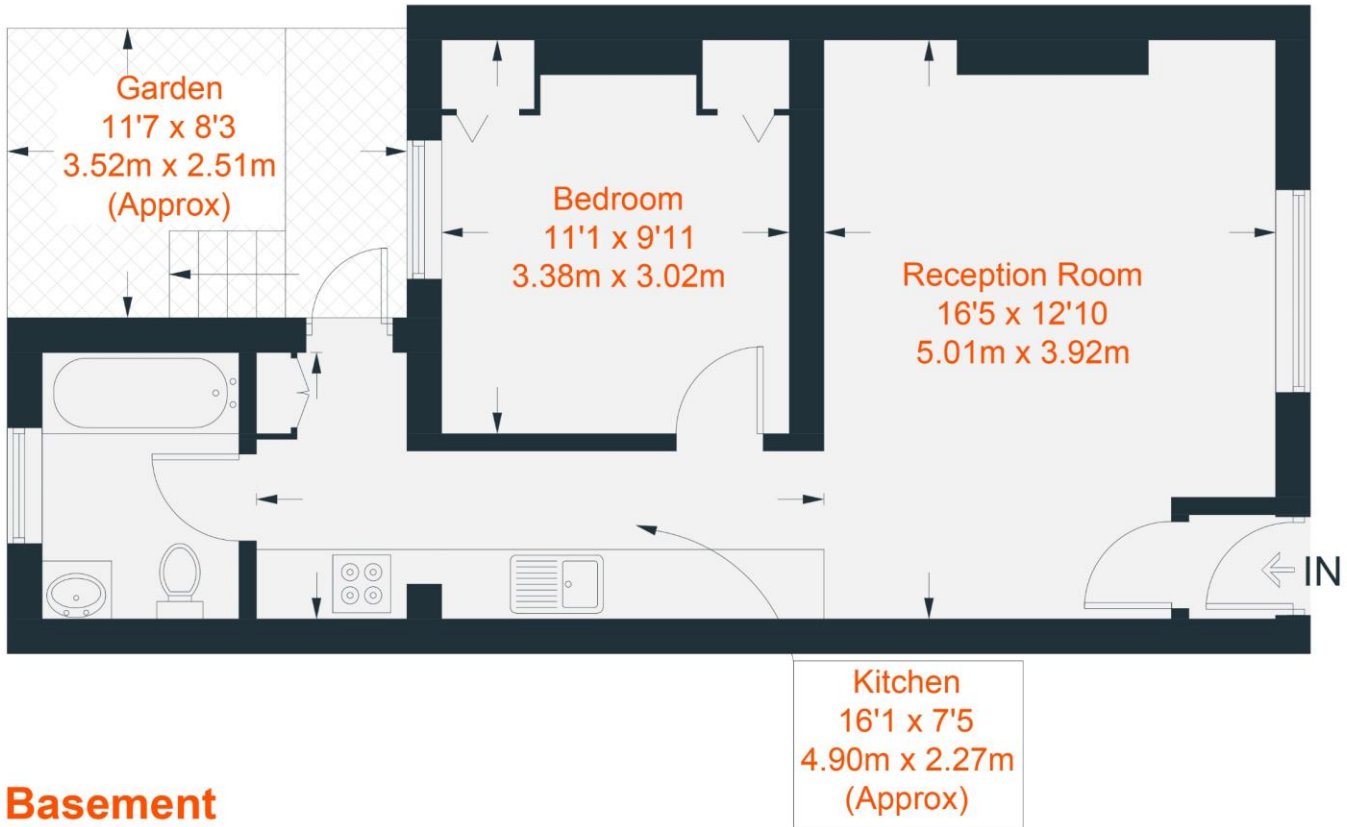 Garden
11'7 x 8'3
3.52m x 2.51m
(Approx)
Bedroom
11'1 x 9'11
3.38m x 3.02m
Reception Room
16'5 x 12'10
5.01m x 3.92m
IN
Kitchen
16'1 x 7'5
4.90m x 2.27m
(Approx)
Basement